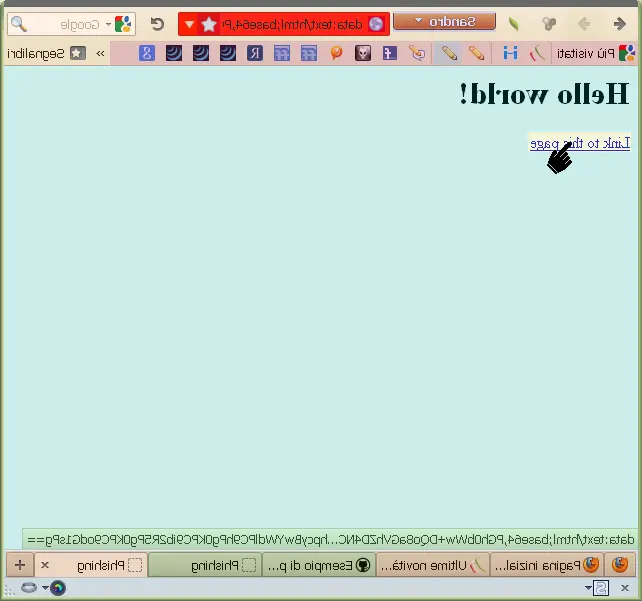 Sandro data:text/html;base64,P Google
Più visitati » Segnalibri
Hello world!
Link to this page
data:text/html;base64,PGh0bWw+DQo8aGVhZD4NC...hpcyBwYWdlPC9hPg0KPC9ib2R5Pg0KPC9odG1sPg==
Pagina inizial... Ultime novità... Esempio di p... Phishing Phishing